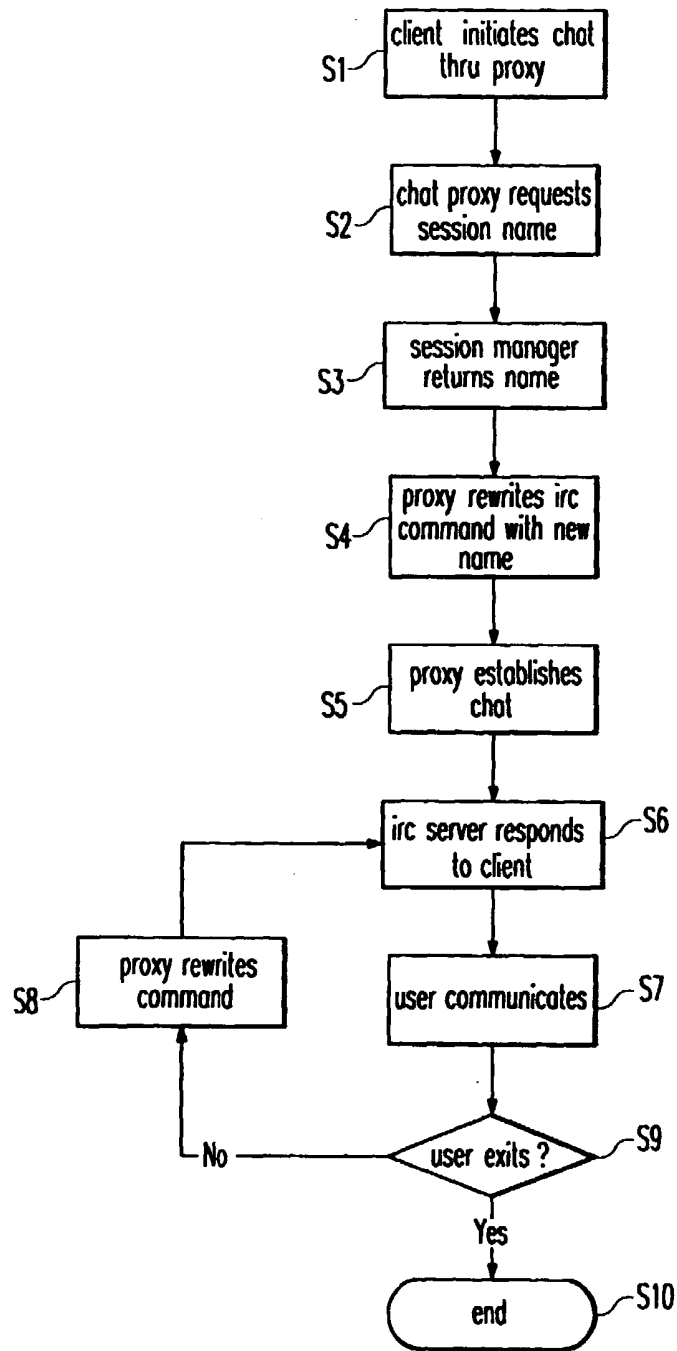 client initiates chat
thru proxy
S1
chat proxy requests
session name
S2
session manager
returns name
S3
proxy rewrites irc
command with new
name
S4
proxy establishes
chat
S5
irc server responds
to client
S6
proxy rewrites
command
S8
user communicates
S7
user exits ?
S9
No
Yes
end
S10